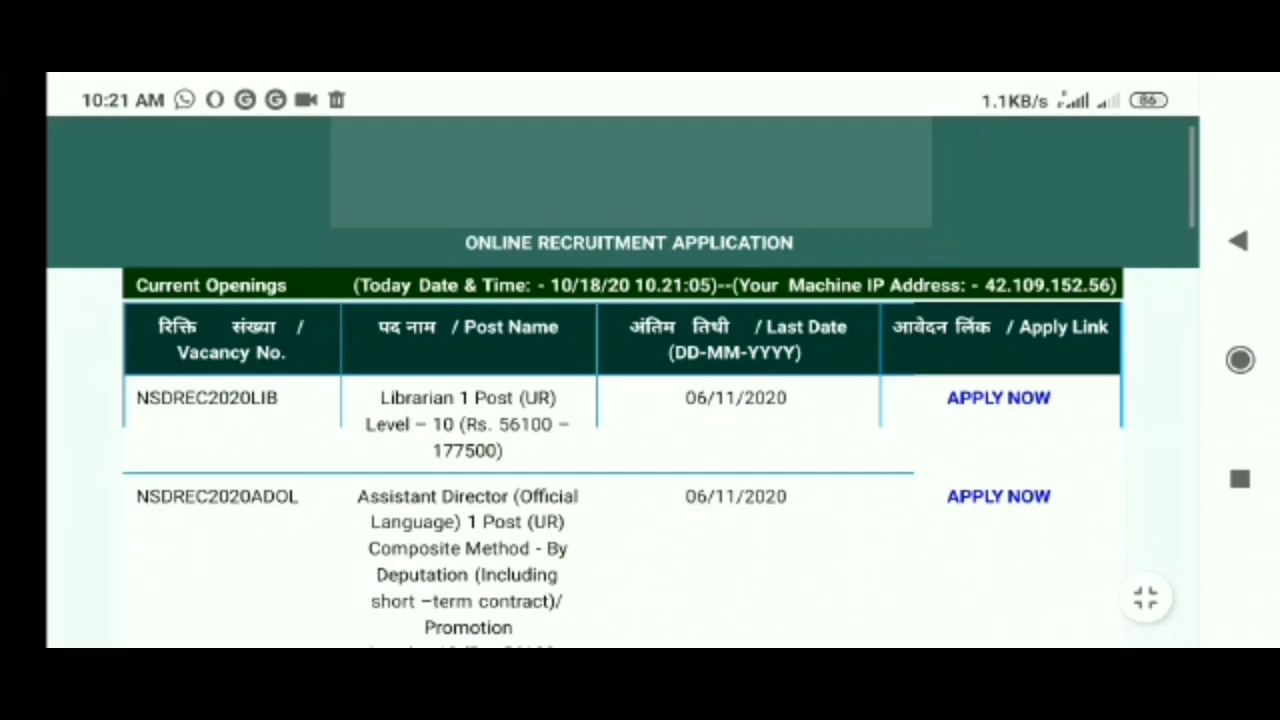 10:21 AM 1.1KB/s 86
ONLINE RECRUITMENT APPLICATION
Current Openings (Today Date & Time: - 10/18/20 10.21:05)--(Your Machine IP Address: - 42.109.152.56)
रिक्ति संख्या / पद नाम / Post Name अंतिम तिथी / Last Date आवेदन लिंक / Apply Link
Vacancy No. (DD-MM-YYYY)
NSDREC2020LIB Librarian 1 Post (UR) 06/11/2020 APPLY NOW
Level – 10 (Rs. 56100 –
177500)
NSDREC2020ADOL Assistant Director (Official 06/11/2020 APPLY NOW
Language) 1 Post (UR)
Composite Method - By
Deputation (Including
short –term contract)/
Promotion